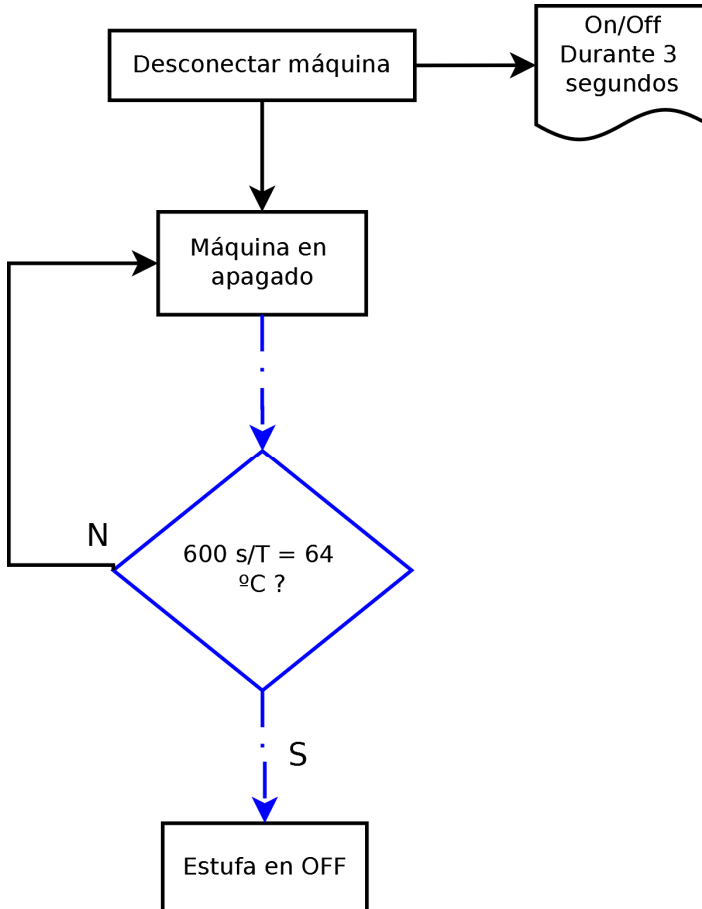 On/Off
Durante 3
segundos
Desconectar máquina
Máquina en
apagado
N
600 s/T = 64
ºC ?
S
Estufa en OFF